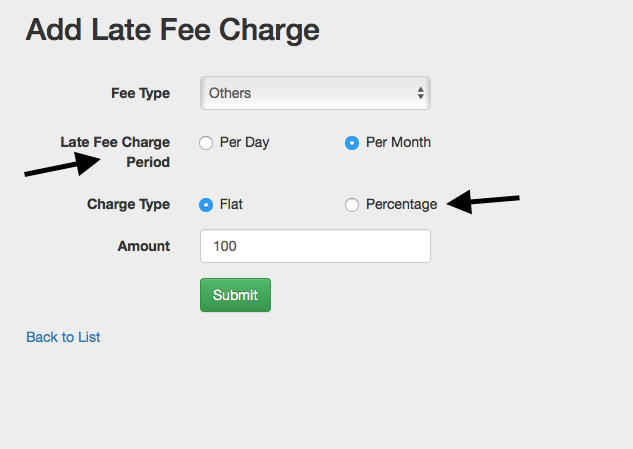 Add Late Fee Charge
Fee Type Others
Late Fee Charge Period Per Day Per Month
Charge Type Flat Percentage
Amount 100
Submit
Back to List